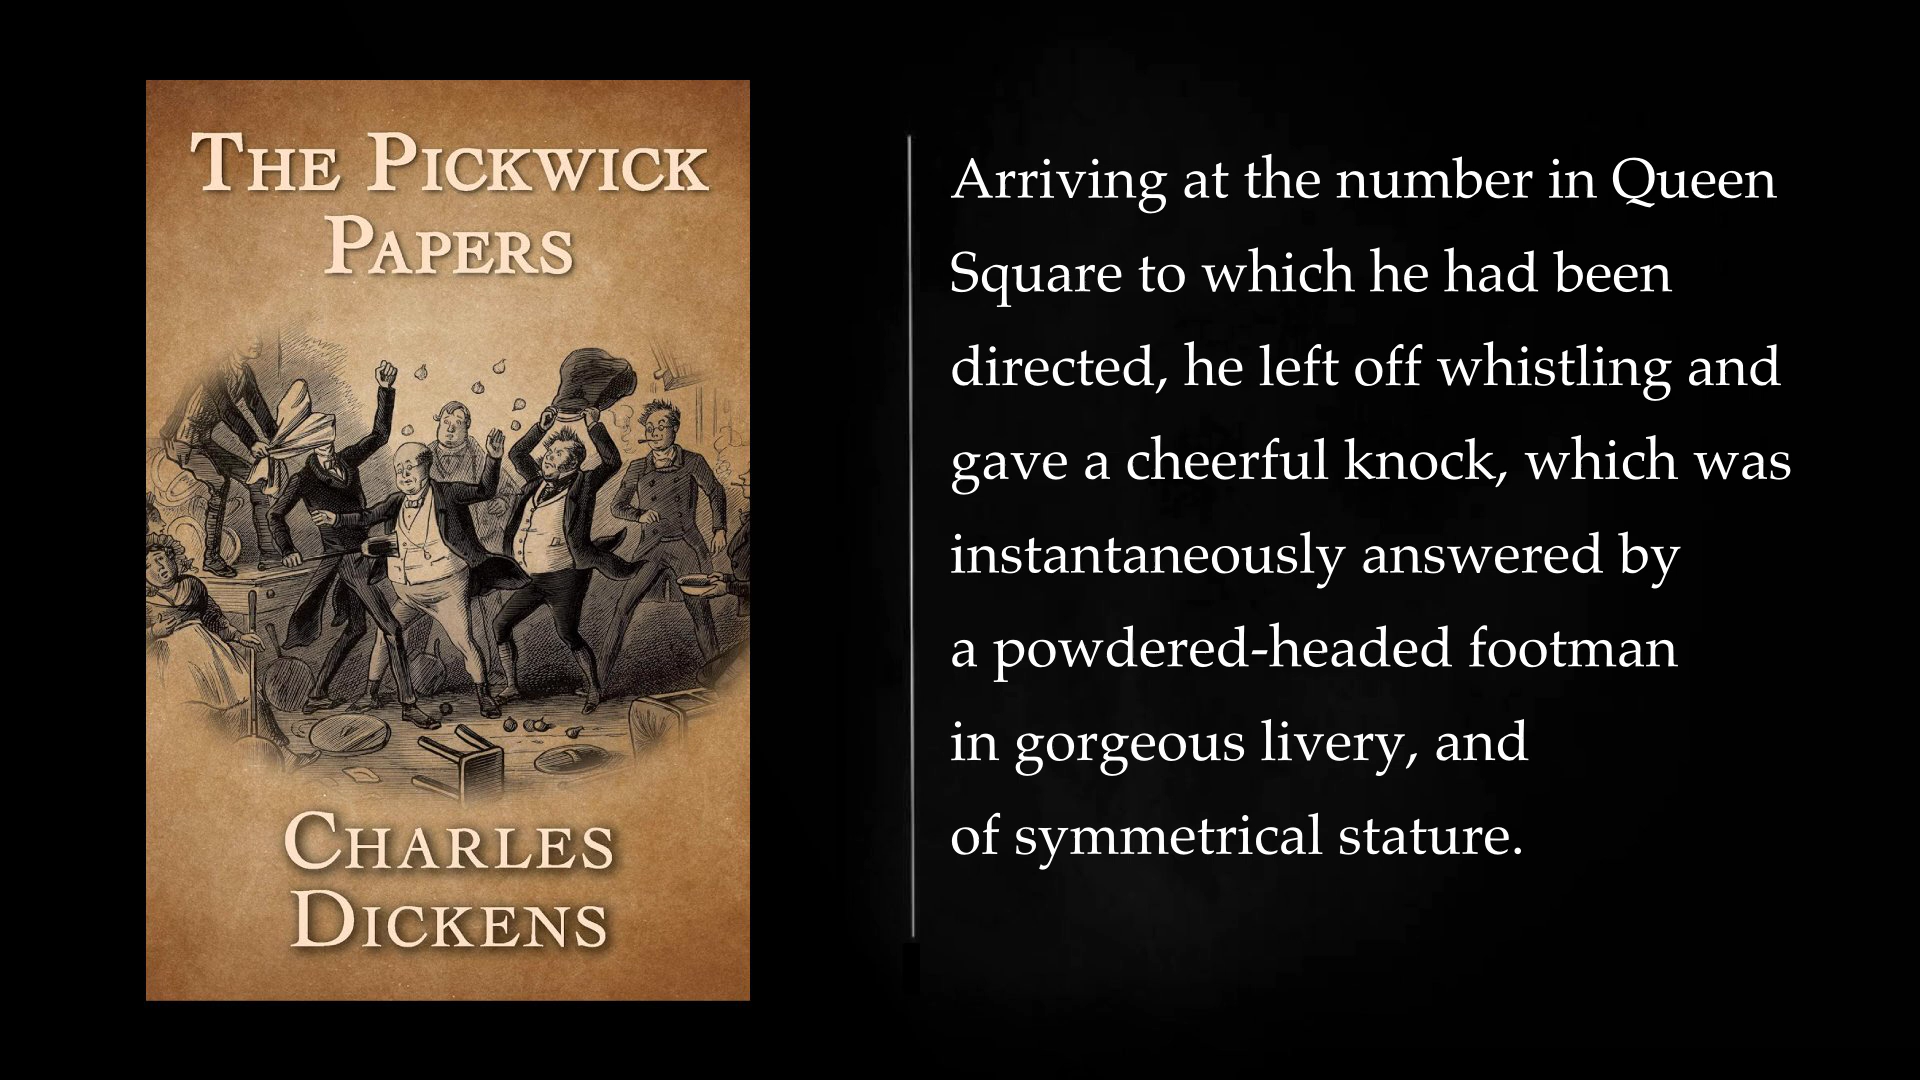 The Pickwick
Papers
Charles
Dickens
Arriving at the number in Queen
Square to which he had been
directed, he left off whistling and
gave a cheerful knock, which was
instantaneously answered by
a powdered-headed footman
in gorgeous livery, and
of symmetrical stature.